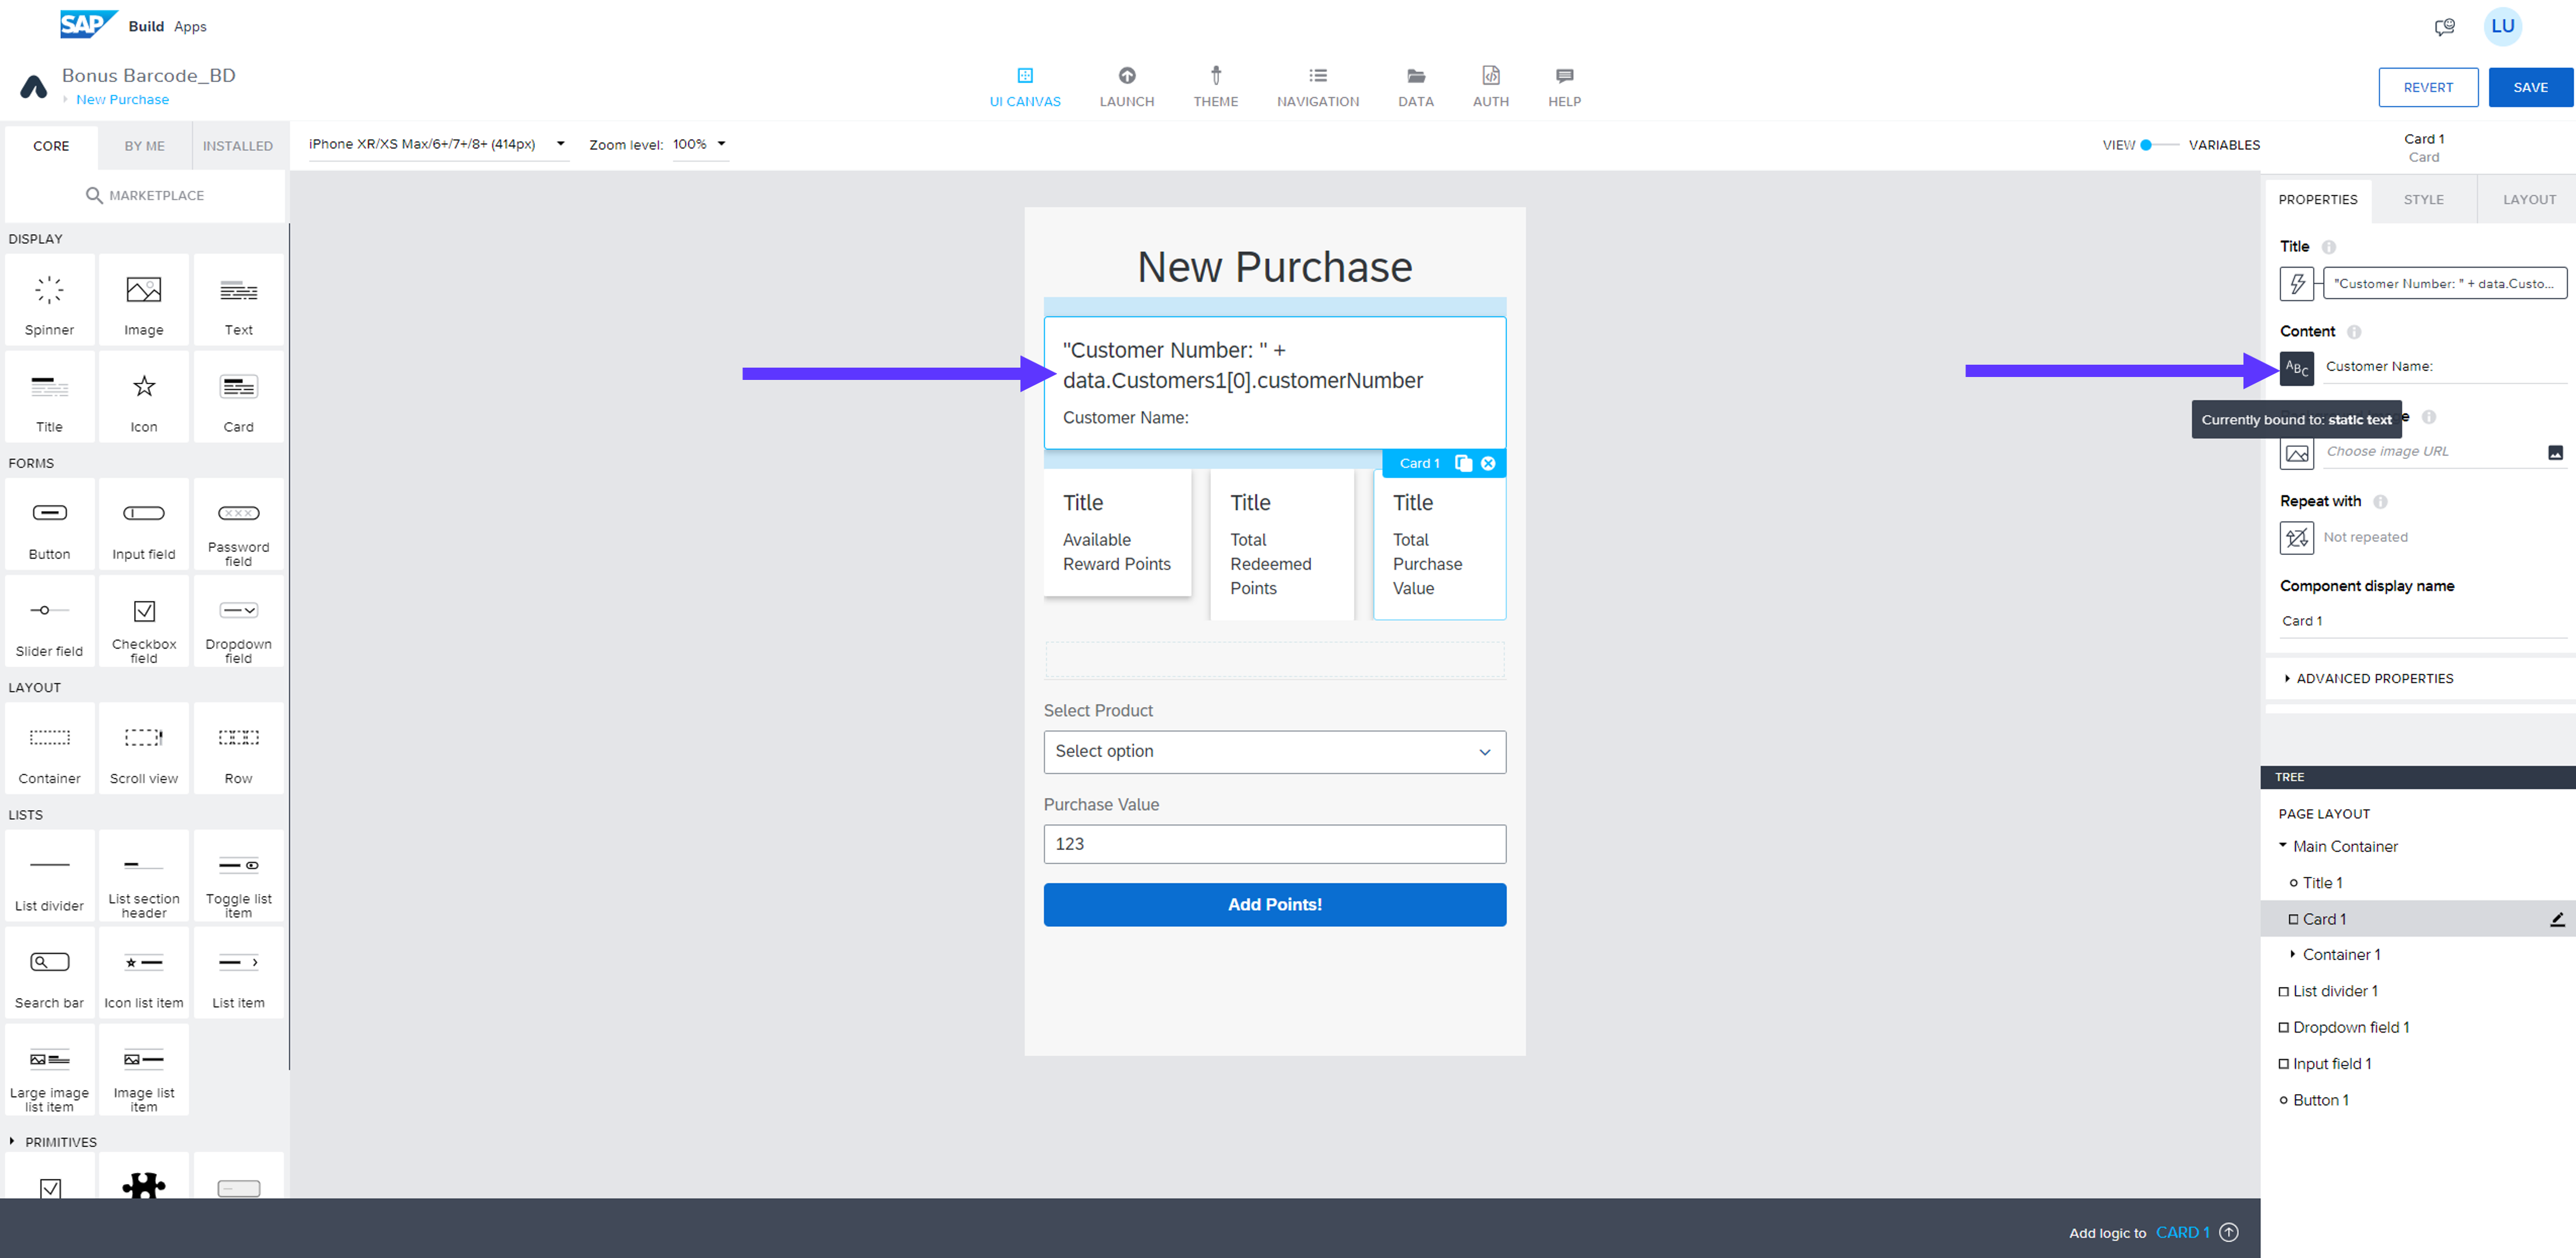 SAP Build Apps
LU
Bonus Barcode_BD
New Purchase
UI CANVAS
LAUNCH
THEME
NAVIGATION
DATA
AUTH
HELP
REVERT
SAVE
CORE
BY ME
INSTALLED
MARKETPLACE
iPhone XR/XS Max/6+/7+/8+ (414px)
Zoom level: 100%
VIEW
VARIABLES
Card 1
Card
DISPLAY
Spinner
Image
Text
Title
Icon
Card
FORMS
Button
Input field
Password
field
Slider field
Checkbox
field
Dropdown
field
LAYOUT
Container
Scroll view
Row
LISTS
List divider
List section
header
Toggle list
item
Search bar
Icon list item
List item
Large image
list item
Image list
item
PRIMITIVES
New Purchase
"Customer Number: " +
data.Customers1[0].customerNumber
Customer Name:
Card 1
Title
Available
Reward Points
Title
Total
Redeemed
Points
Title
Total
Purchase
Value
Select Product
Select option
Purchase Value
123
Add Points!
PROPERTIES
STYLE
LAYOUT
Title
"Customer Number: " + data.Custo...
Content
ABC
Customer Name:
Currently bound to: static text
Choose image URL
Repeat with
Not repeated
Component display name
Card 1
ADVANCED PROPERTIES
TREE
PAGE LAYOUT
Main Container
Title 1
Card 1
Container 1
List divider 1
Dropdown field 1
Input field 1
Button 1
Add logic to CARD 1